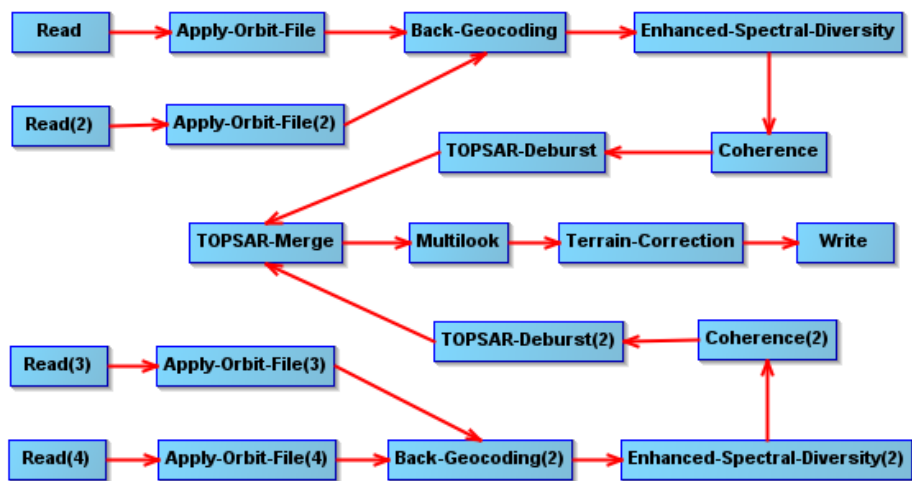 Read
Apply-Orbit-File
Back-Geocoding
Enhanced-Spectral-Diversity
Read(2)
Apply-Orbit-File(2)
TOPSAR-Deburst
Coherence
TOPSAR-Merge
Multilook
Terrain-Correction
Write
TOPSAR-Deburst(2)
Coherence(2)
Read(3)
Apply-Orbit-File(3)
Read(4)
Apply-Orbit-File(4)
Back-Geocoding(2)
Enhanced-Spectral-Diversity(2)